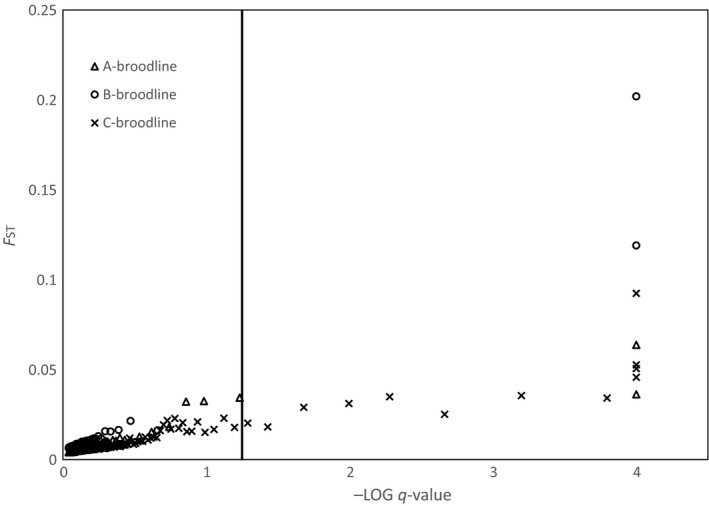 0.25
A-broodline
B-broodline
C-broodline
0.2
0.15
FST
0.1
0.05
0
0 1 2 3 4
–LOG q-value